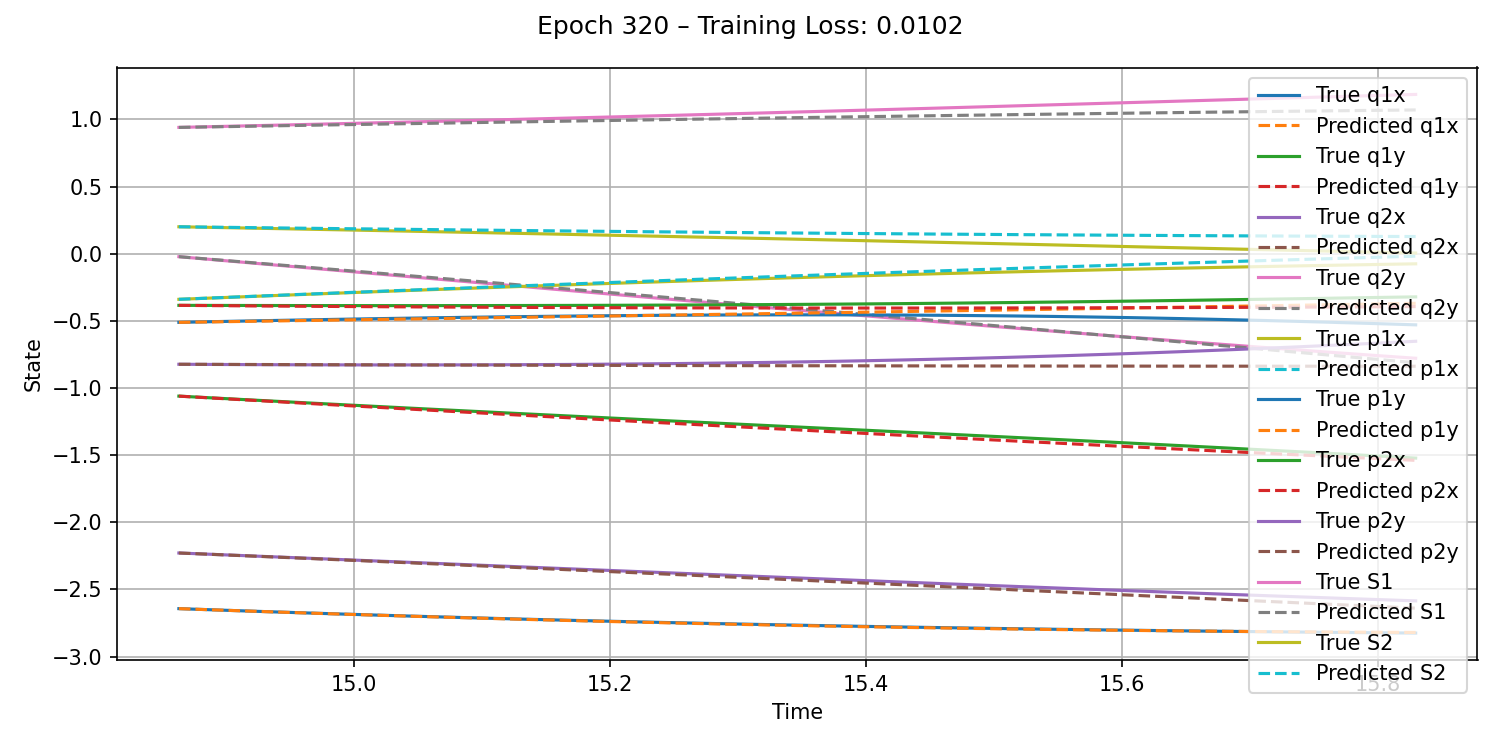 Epoch 320 – Training Loss: 0.0102
State
1.0
0.5
0.0
−0.5
−1.0
−1.5
−2.0
−2.5
−3.0
15.0
15.2
15.4
15.6
15.8
Time
True q1x
Predicted q1x
True q1y
Predicted q1y
True q2x
Predicted q2x
True q2y
Predicted q2y
True p1x
Predicted p1x
True p1y
Predicted p1y
True p2x
Predicted p2x
True p2y
Predicted p2y
True S1
Predicted S1
True S2
Predicted S2